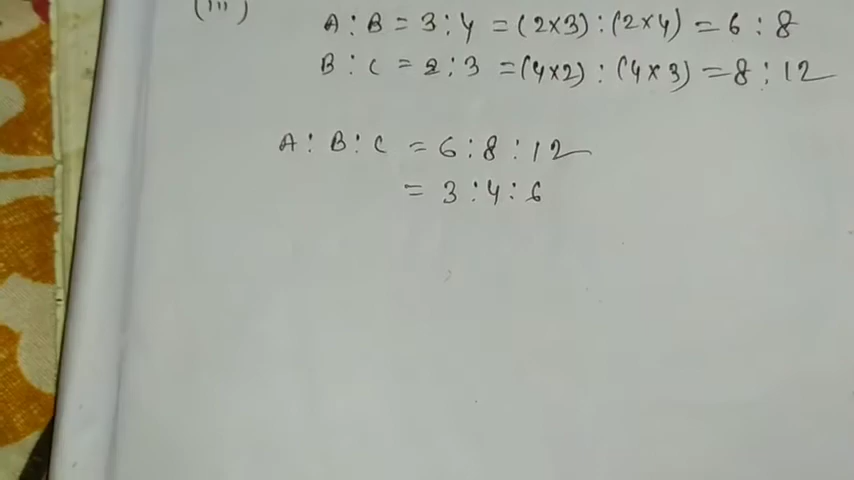 (iii)
A : B = 3 : 4 = (2×3) : (2×4) = 6 : 8
B : C = 2 : 3 = (4×2) : (4×3) = 8 : 12
A : B : C = 6 : 8 : 12
= 3 : 4 : 6